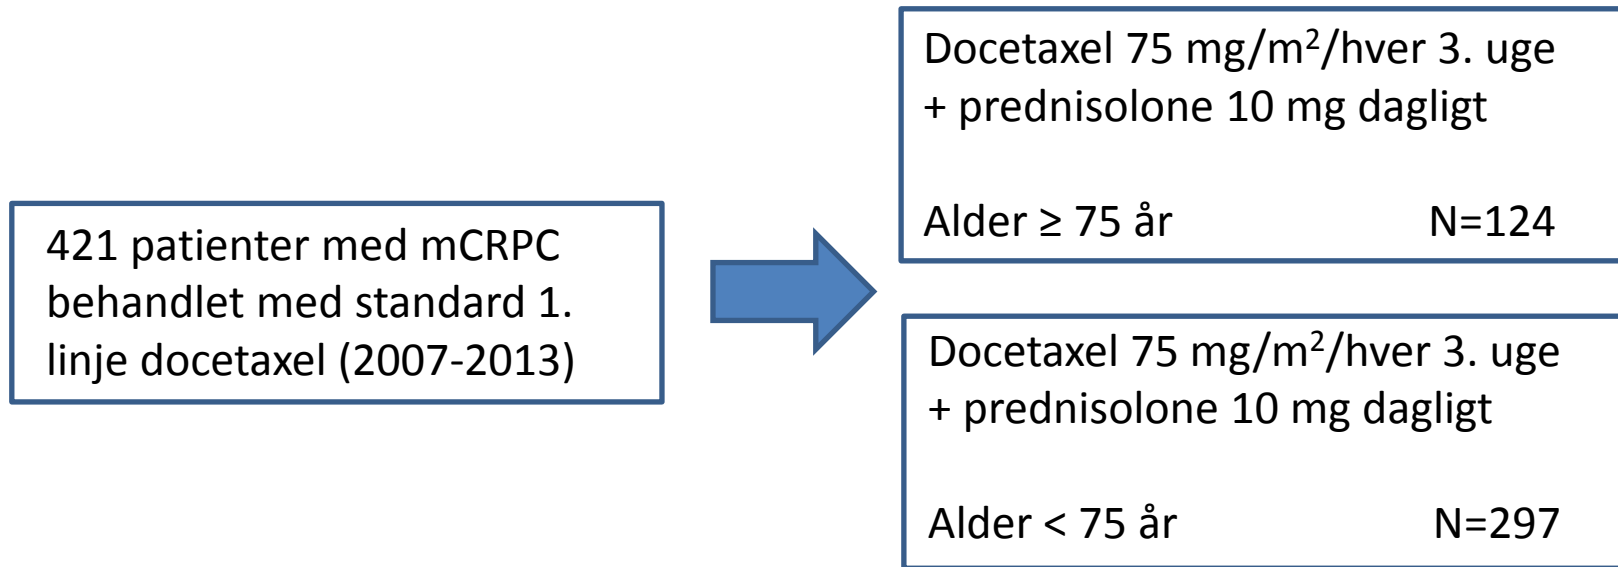 421 patienter med mCRPC
behandlet med standard 1.
linje docetaxel (2007-2013)
Docetaxel 75 mg/m²/hver 3. uge
+ prednisolone 10 mg dagligt
Alder ≥ 75 år N=124
Docetaxel 75 mg/m²/hver 3. uge
+ prednisolone 10 mg dagligt
Alder < 75 år N=297